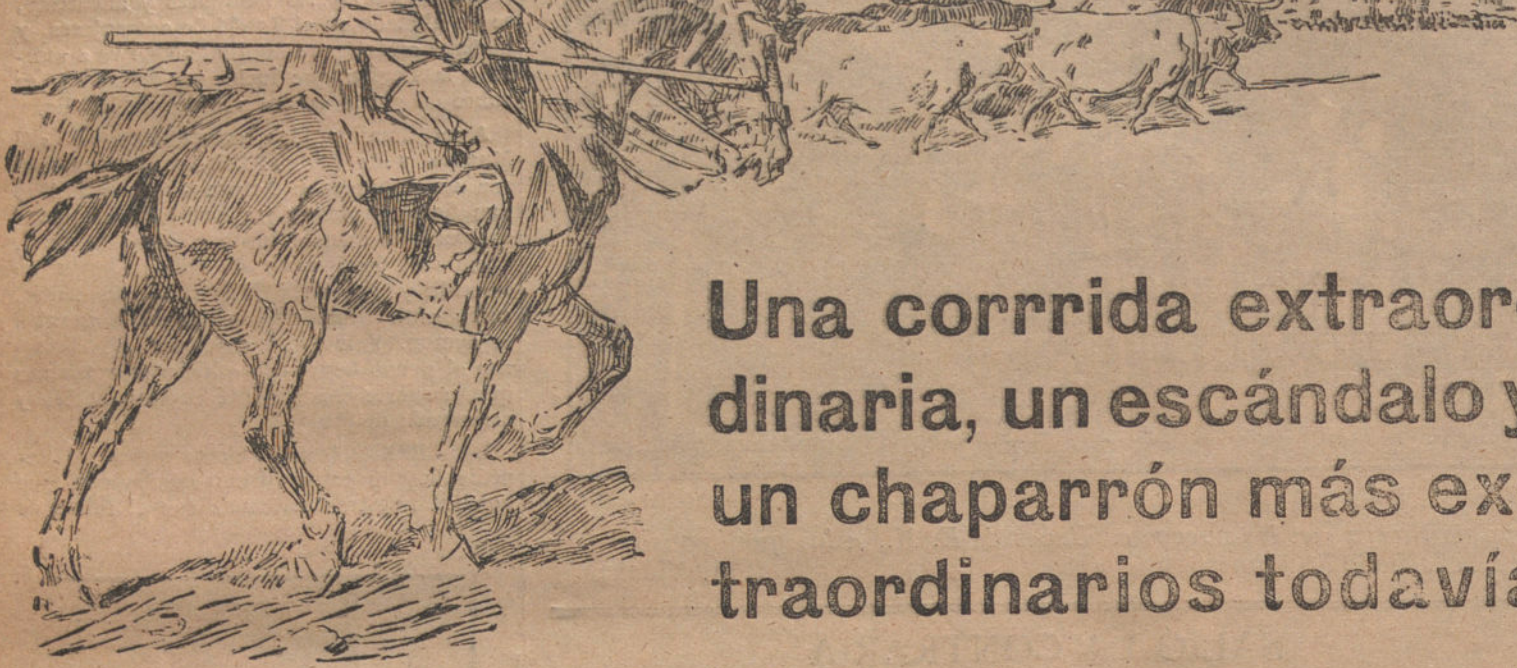 Una corrrida extraor
dinaria, un escándalo y
un chaparrón más ex
traordinarios todavía